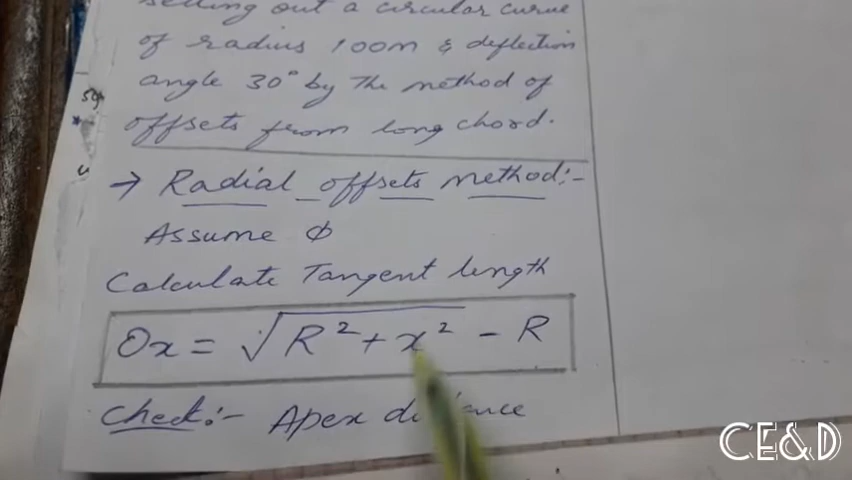 setting out a circular curve
of radius 100m & deflection
angle 30° by the method of
offsets from long chord.
→ Radial offsets method:-
Assume Φ
Calculate Tangent length
Ox = √R² + x² - R
Check:- Apex distance
CE&D